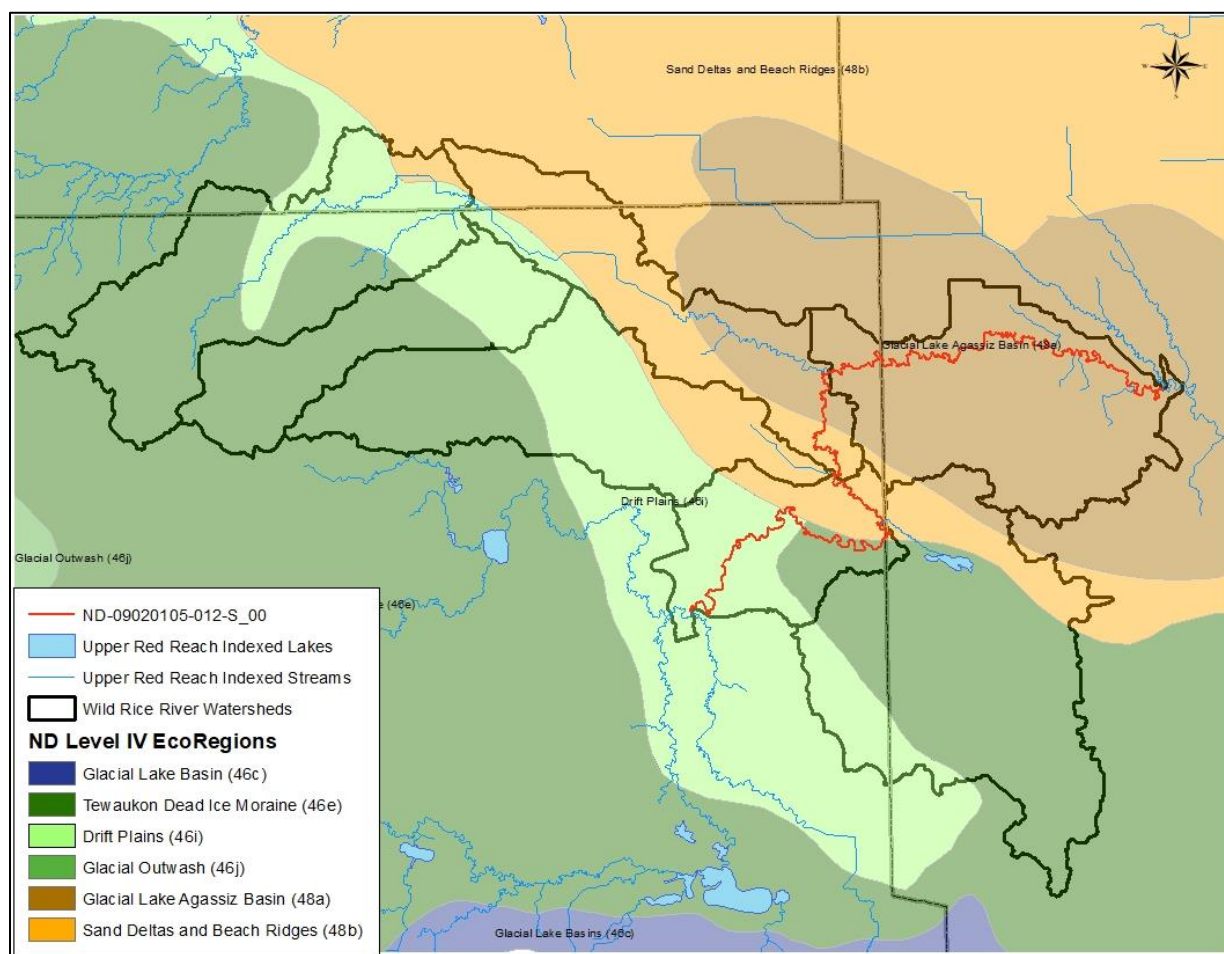 Sand Deltas and Beach Ridges (48b)
N
W
E
S
Glacial Lake Agassiz Basin (48a)
Drift Plains (46i)
Glacial Outwash (46j)
e (46e)
ND-09020105-012-S_00
Upper Red Reach Indexed Lakes
Upper Red Reach Indexed Streams
Wild Rice River Watersheds
ND Level IV EcoRegions
Glacial Lake Basin (46c)
Tewaukon Dead Ice Moraine (46e)
Drift Plains (46i)
Glacial Outwash (46j)
Glacial Lake Agassiz Basin (48a)
Sand Deltas and Beach Ridges (48b)
Glacial Lake Basins (46c)